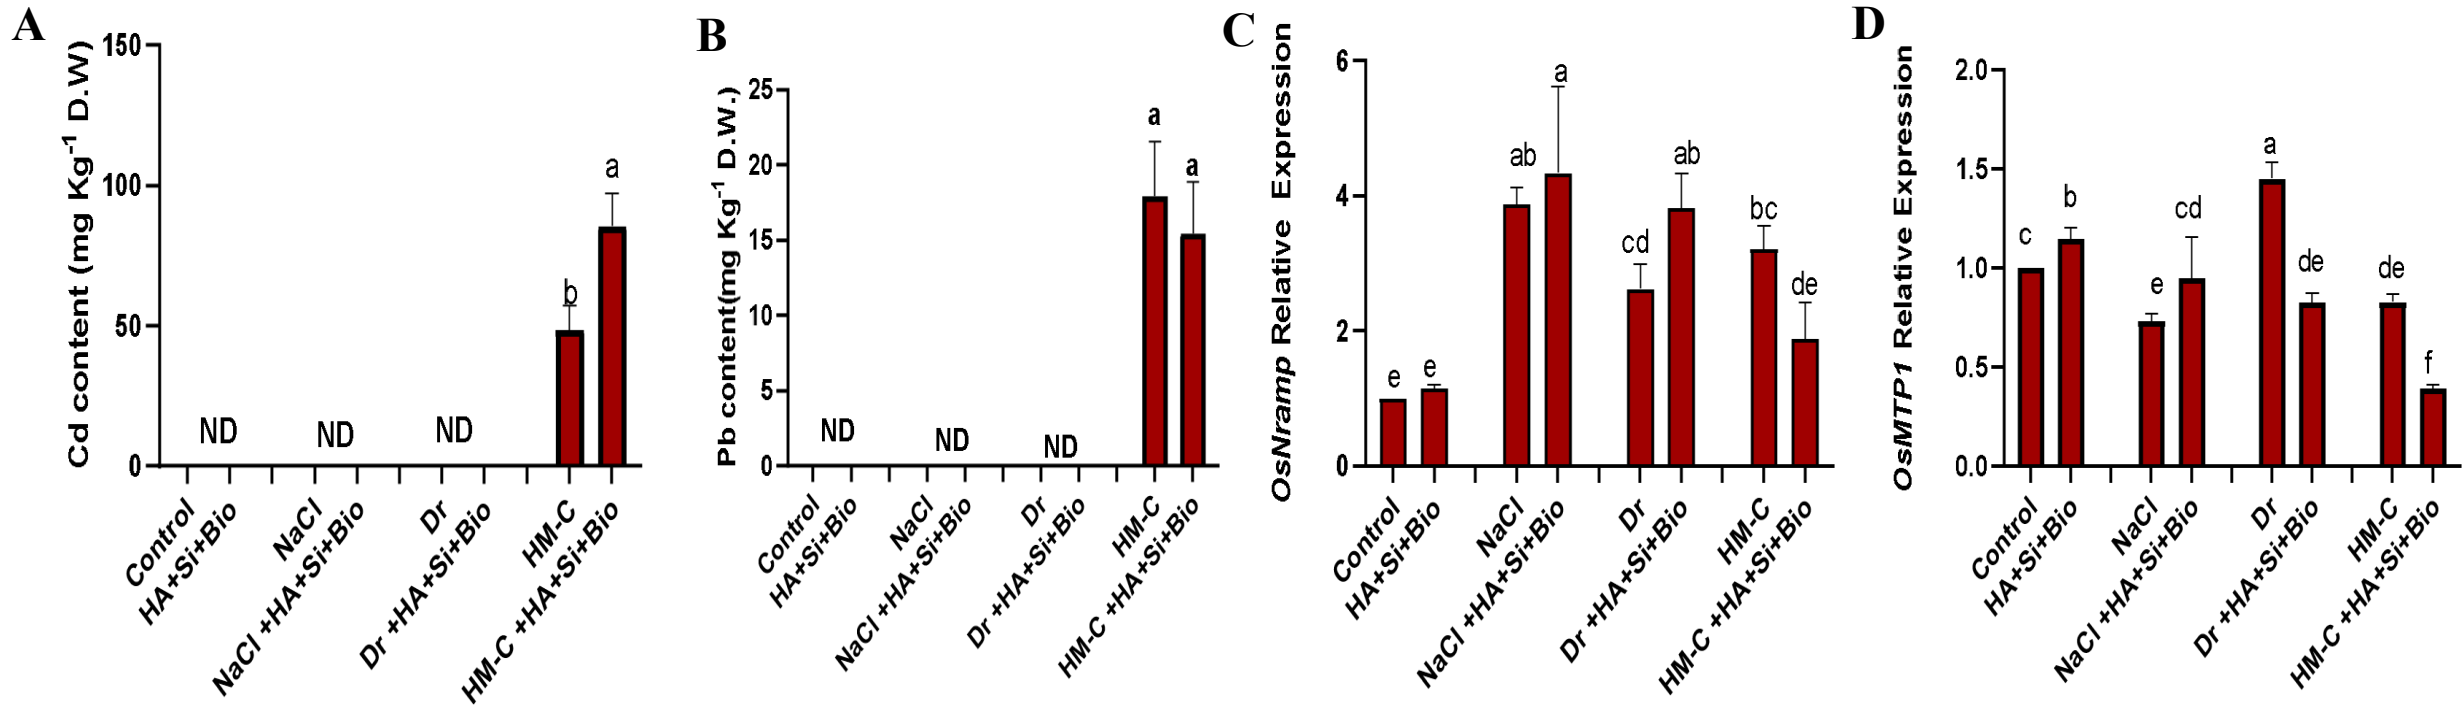 A
Cd content (mg Kg-1 D.W)
150
100
50
0
ND
ND
ND
b
a
Control
HA+Si+Bio
NaCl
NaCl +HA+Si+Bio
Dr
Dr +HA+Si+Bio
HM-C
HM-C +HA+Si+Bio
B
Pb content(mg Kg-1 D.W.)
25
20
15
10
5
0
ND
ND
ND
a
a
Control
HA+Si+Bio
NaCl
NaCl +HA+Si+Bio
Dr
Dr +HA+Si+Bio
HM-C
HM-C +HA+Si+Bio
C
OsNramp Relative Expression
6
4
2
0
e
e
ab
a
cd
ab
bc
de
Control
HA+Si+Bio
NaCl
NaCl +HA+Si+Bio
Dr
Dr +HA+Si+Bio
HM-C
HM-C +HA+Si+Bio
D
OsMTP1 Relative Expression
2.0
1.5
1.0
0.5
0.0
c
b
e
cd
a
de
de
f
Control
HA+Si+Bio
NaCl
NaCl +HA+Si+Bio
Dr
Dr +HA+Si+Bio
HM-C
HM-C +HA+Si+Bio